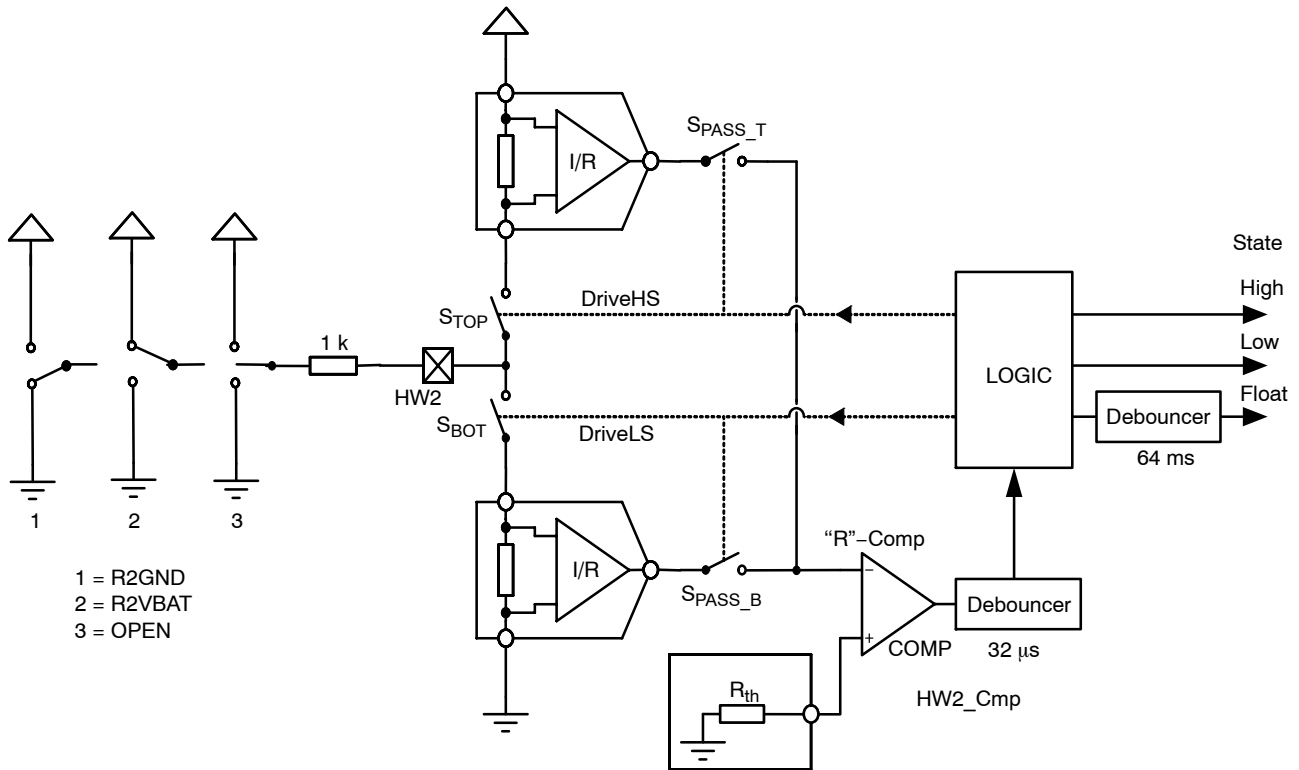 S_PASS_T
I/R
State
High
DriveHS
S_TOP
1 k
Low
LOGIC
HW2
Float
S_BOT
DriveLS
Debouncer
64 ms
1
2
3
"R"−Comp
−
I/R
1 = R2GND
2 = R2VBAT
3 = OPEN
S_PASS_B
Debouncer
+
COMP
32 μs
R_th
HW2_Cmp